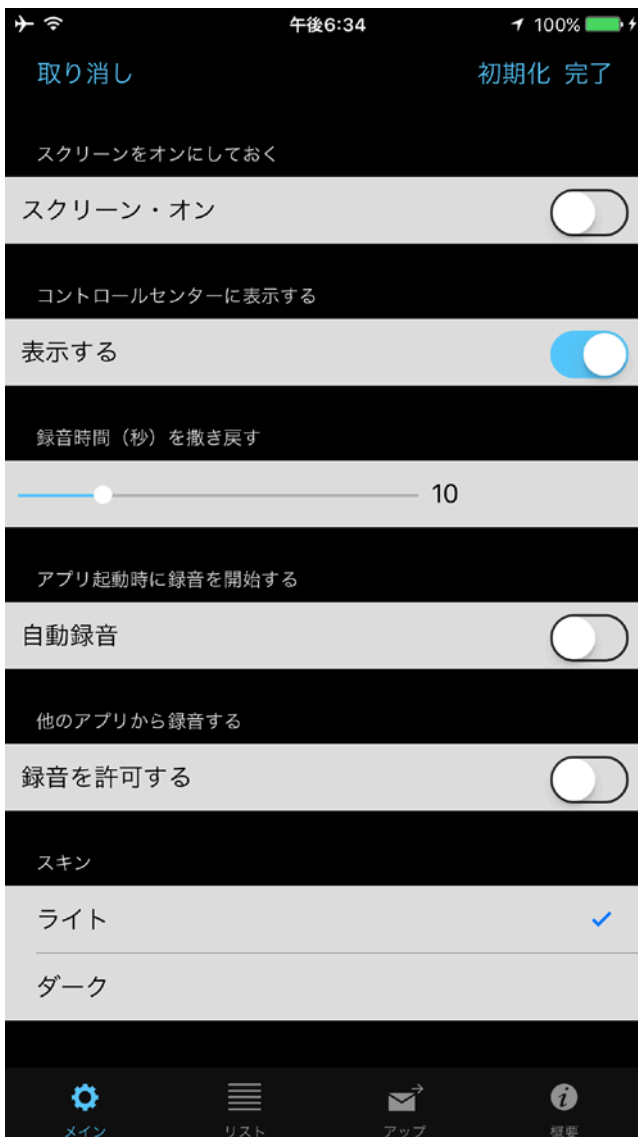 午後6:34 100%
取り消し 初期化 完了
スクリーンをオンにしておく
スクリーン・オン
コントロールセンターに表示する
表示する
録音時間（秒）を撒き戻す
10
アプリ起動時に録音を開始する
自動録音
他のアプリから録音する
録音を許可する
スキン
ライト
ダーク
メイン リスト アップ 概要